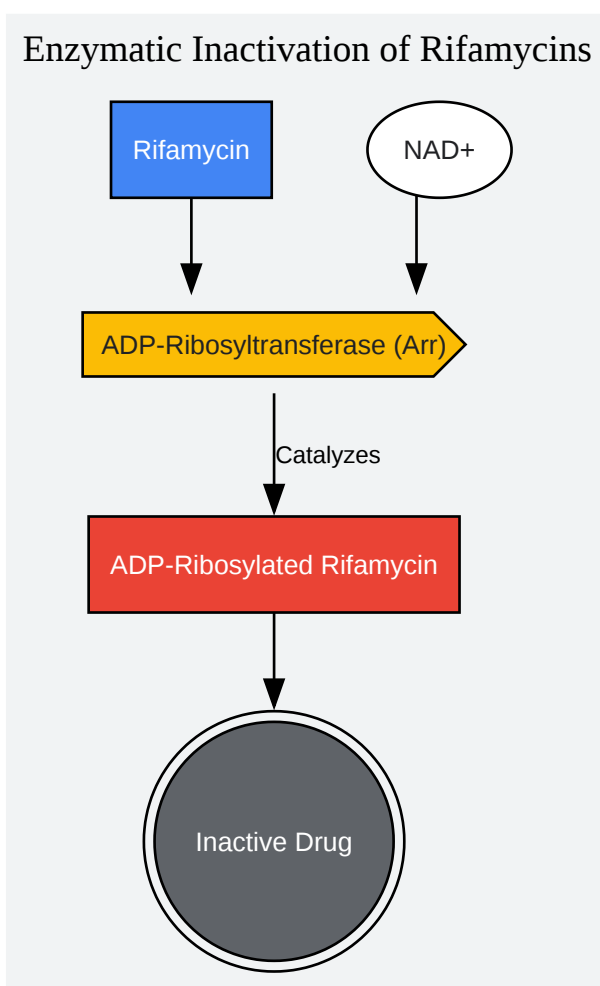 Enzymatic Inactivation of Rifamycins
Rifamycin
NAD+
ADP-Ribosyltransferase (Arr)
Catalyzes
ADP-Ribosylated Rifamycin
Inactive Drug